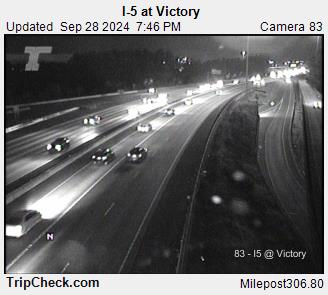 I-5 at Victory
Updated Sep 28 2024 7:46 PM Camera 83
T
N
83 - I5 @ Victory
TripCheck.com Milepost306.80